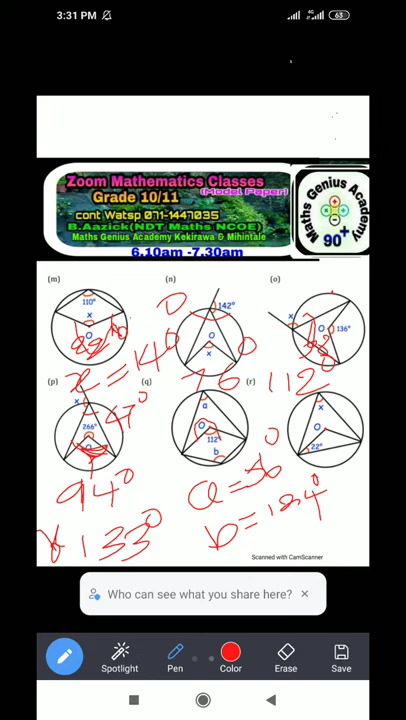 3:31 PM
4G
63
Zoom Mathematics Classes
(Model Paper)
Grade 10/11
cont Watsp 071-1447035
B.Aazick(NDT Maths NCOE)
Maths Genius Academy Kekirawa & Mihintale
6.10am -7.30am
Maths Genius Academy
90+
(m)
(n)
(o)
110°
x
O
142°
O
x
x
O
136°
x = 140°
76°
112°
(p)
(q)
(r)
x
47°
266°
a
O
112°
b
x
O
22°
94°
a = 56°
133°
b = 124°
Scanned with CamScanner
Who can see what you share here?
Spotlight
Pen
Color
Erase
Save